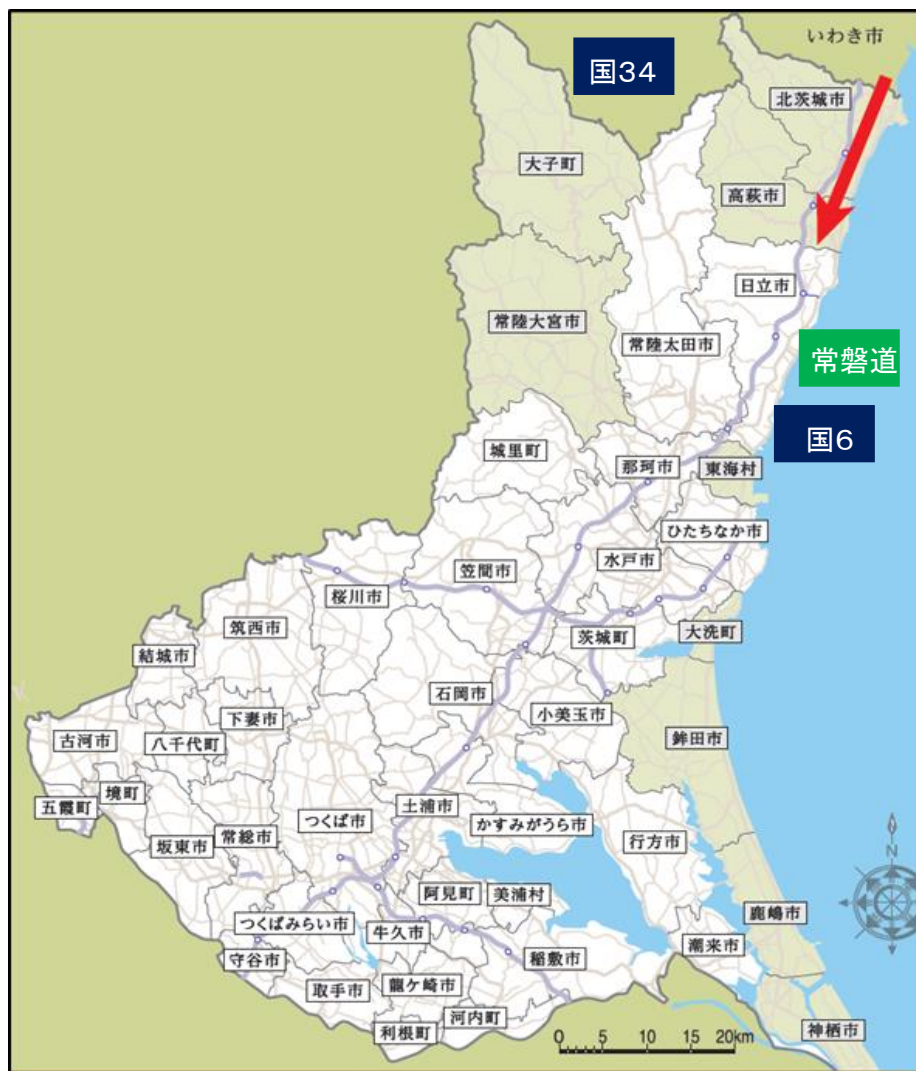 いわき市
国34
北茨城市
大子町
高萩市
日立市
常陸大宮市
常陸太田市
常磐道
国6
城里町
那珂市
東海村
ひたちなか市
水戸市
笠間市
桜川市
筑西市
茨城町
大洗町
結城市
石岡市
小美玉市
下妻市
鉾田市
古河市
八千代町
五霞町
境町
土浦市
つくば市
かすみがうら市
常総市
坂東市
行方市
阿見町
美浦村
鹿嶋市
つくばみらい市
牛久市
潮来市
守谷市
稲敷市
取手市
龍ケ崎市
河内町
利根町
神栖市
N
0 5 10 15 20km